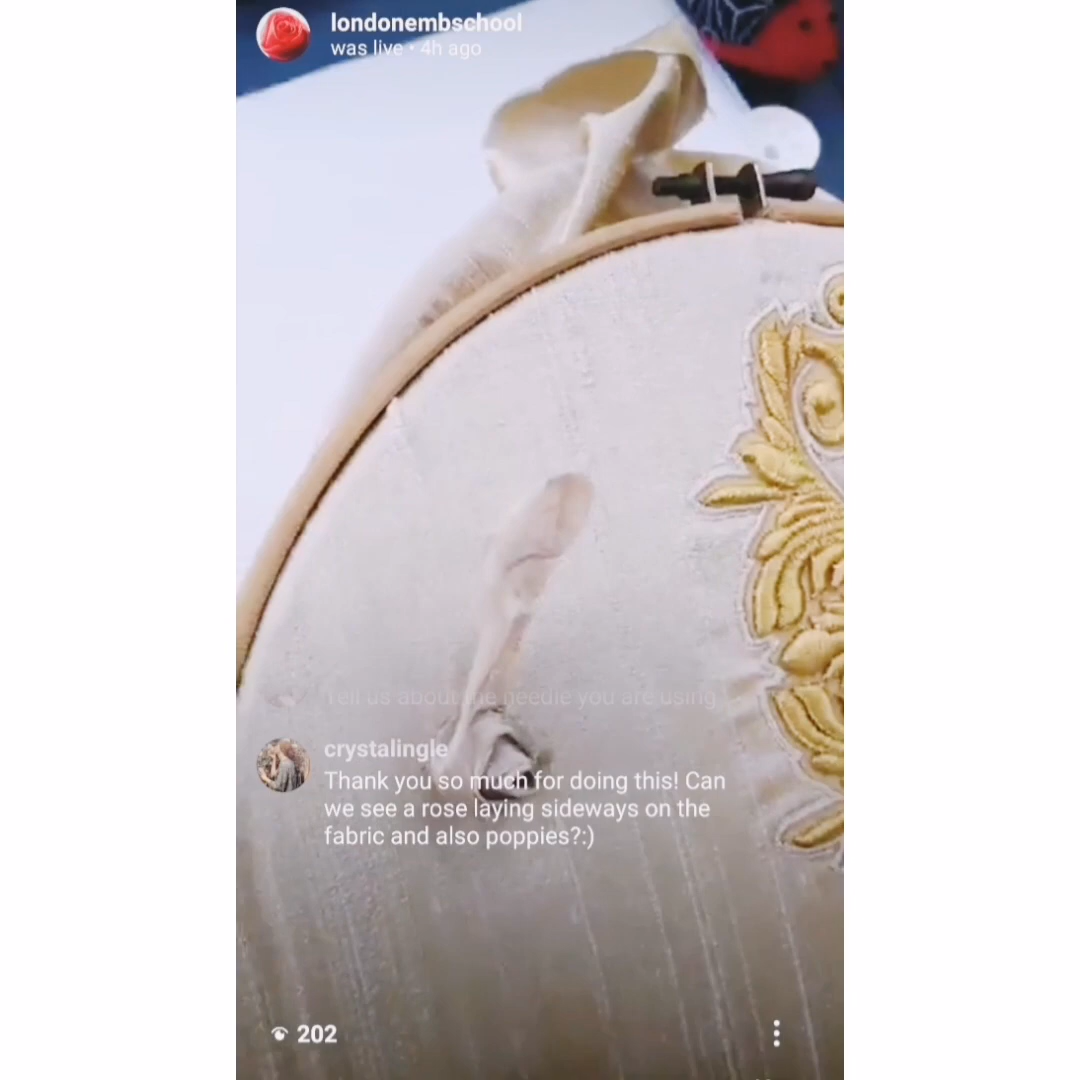 londonembschool
was live • 4h ago
Tell us about the needle you are using
crystalingle
Thank you so much for doing this! Can
we see a rose laying sideways on the
fabric and also poppies?:)
202